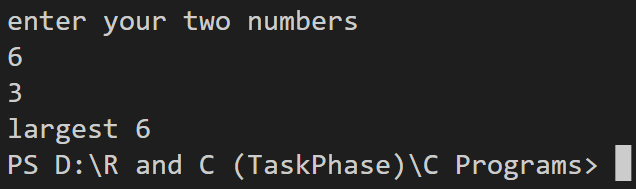 enter your two numbers
6
3
largest 6
PS D:\R and C (TaskPhase)\C Programs>